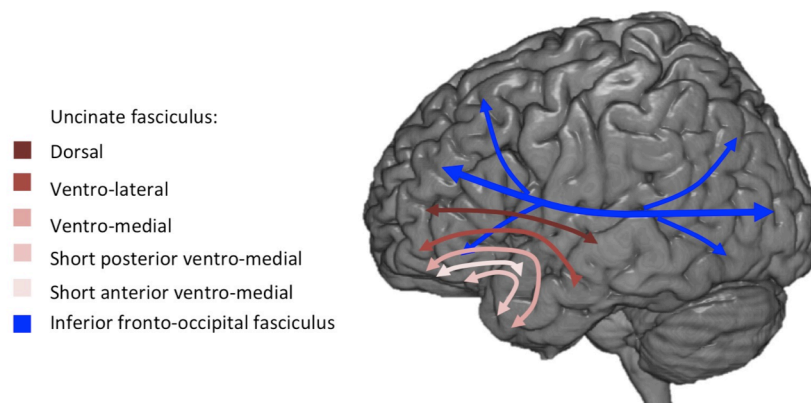 Uncinate fasciculus:
Dorsal
Ventro-lateral
Ventro-medial
Short posterior ventro-medial
Short anterior ventro-medial
Inferior fronto-occipital fasciculus